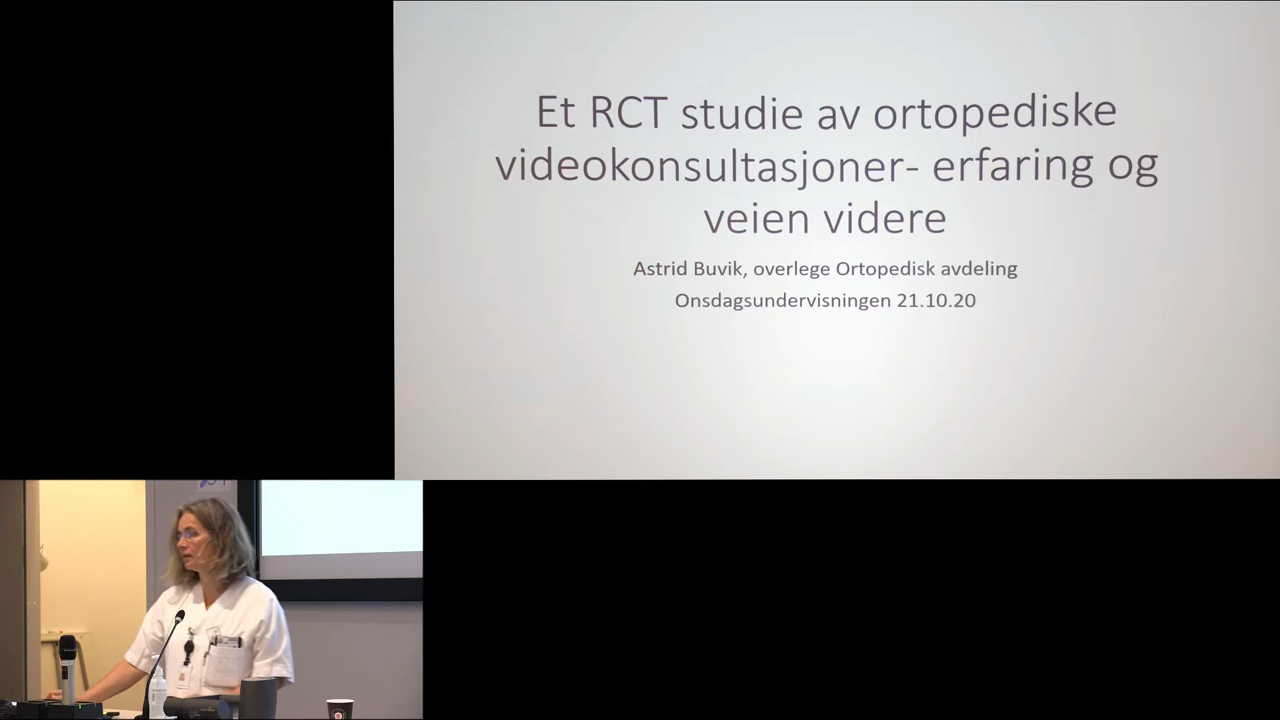 Et RCT studie av ortopediske
videokonsultasjoner- erfaring og
veien videre
Astrid Buvik, overlege Ortopedisk avdeling
Onsdagsundervisningen 21.10.20